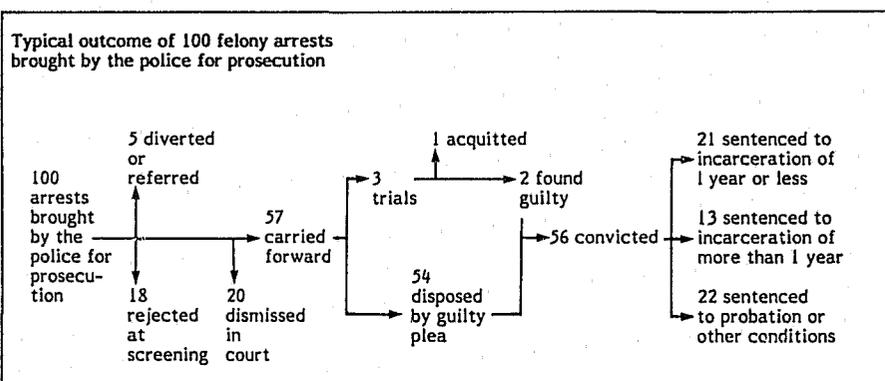 Typical outcome of 100 felony arrests
brought by the police for prosecution
100
arrests
brought
by the
police for
prosecu-
tion
5 diverted
or
referred
18
rejected
at
screening
20
dismissed
in
court
57
carried
forward
3
trials
1 acquitted
2 found
guilty
54
disposed
by guilty
plea
56 convicted
21 sentenced to
incarceration of
1 year or less
13 sentenced to
incarceration of
more than 1 year
22 sentenced
to probation or
other conditions